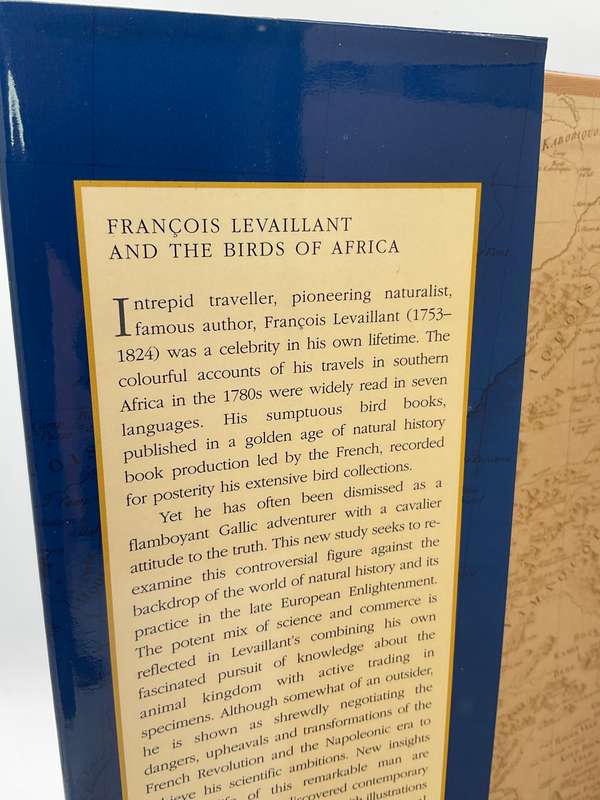 FRANÇOIS LEVAILLANT
AND THE BIRDS OF AFRICA
Intrepid traveller, pioneering naturalist,
famous author, François Levaillant (1753–
1824) was a celebrity in his own lifetime. The
colourful accounts of his travels in southern
Africa in the 1780s were widely read in seven
languages. His sumptuous bird books,
published in a golden age of natural history
book production led by the French, recorded
for posterity his extensive bird collections.
Yet he has often been dismissed as a
flamboyant Gallic adventurer with a cavalier
attitude to the truth. This new study seeks to re-
examine this controversial figure against the
backdrop of the world of natural history and its
practice in the late European Enlightenment.
The potent mix of science and commerce is
reflected in Levaillant's combining his own
fascinated pursuit of knowledge about the
animal kingdom with active trading in
specimens. Although somewhat of an outsider,
he is shown as shrewdly negotiating the
dangers, upheavals and transformations of the
French Revolution and the Napoleonic era to
his scientific ambitions. New insights
of this remarkable man are
contemporary
illustrations
KABOBIQUO